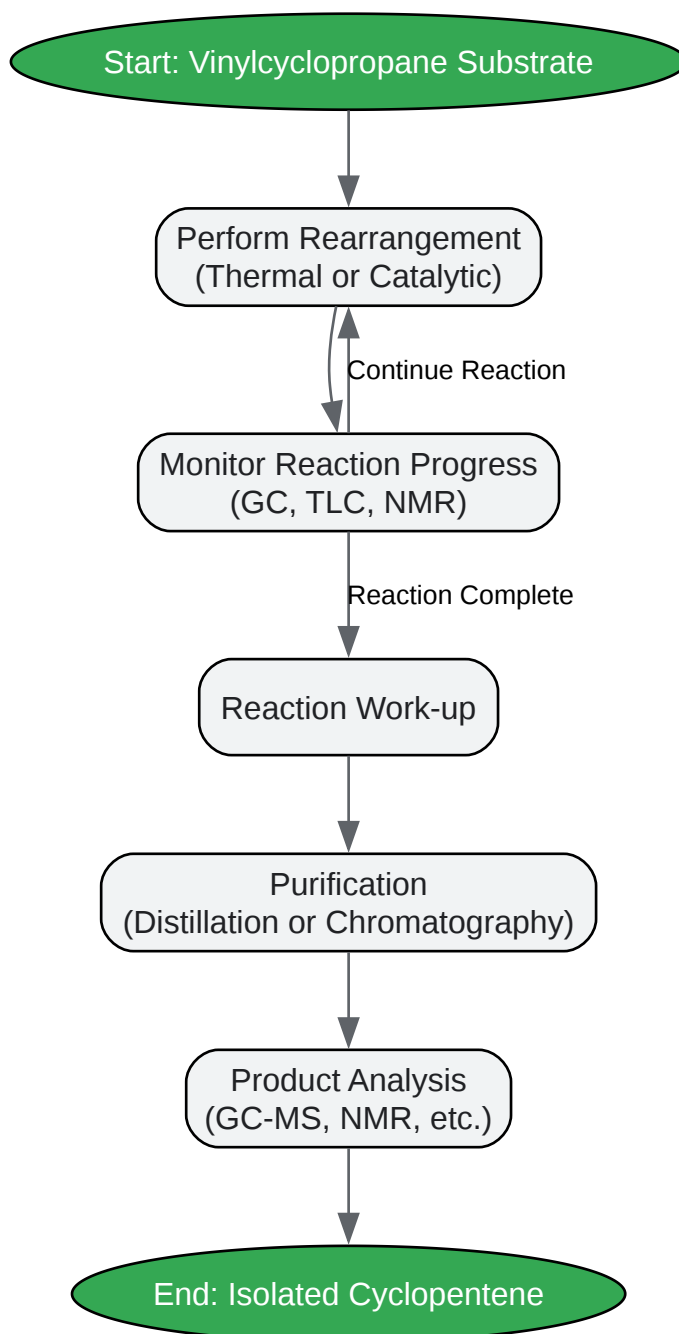 Start: Vinylcyclopropane Substrate
Perform Rearrangement
(Thermal or Catalytic)
Continue Reaction
Monitor Reaction Progress
(GC, TLC, NMR)
Reaction Complete
Reaction Work-up
Purification
(Distillation or Chromatography)
Product Analysis
(GC-MS, NMR, etc.)
End: Isolated Cyclopentene